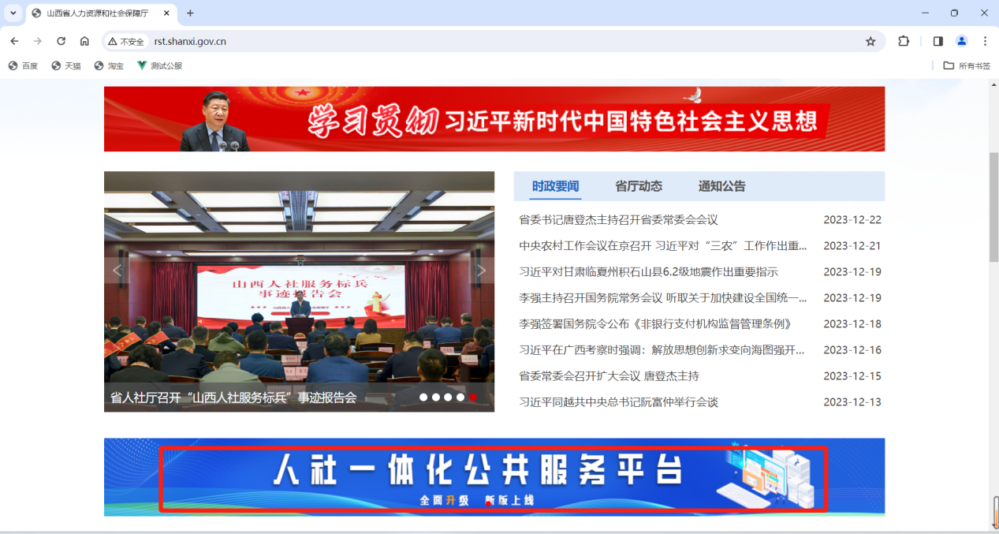 山西省人力资源和社会保障厅
不安全 rst.shanxi.gov.cn
百度 天猫 淘宝 测试公服 所有书签
学习贯彻 习近平新时代中国特色社会主义思想
山西人社服务标兵
事迹报告会
省人社厅召开“山西人社服务标兵”事迹报告会
时政要闻 省厅动态 通知公告
省委书记唐登杰主持召开省委常委会会议 2023-12-22
中央农村工作会议在京召开 习近平对“三农”工作作出重... 2023-12-21
习近平对甘肃临夏州积石山县6.2级地震作出重要指示 2023-12-19
李强主持召开国务院常务会议 听取关于加快建设全国统一... 2023-12-19
李强签署国务院令公布《非银行支付机构监督管理条例》 2023-12-18
习近平在广西考察时强调：解放思想创新求变向海图强开... 2023-12-16
省委常委会召开扩大会议 唐登杰主持 2023-12-15
习近平同越共中央总书记阮富仲举行会谈 2023-12-13
人社一体化公共服务平台
全面升级 新版上线